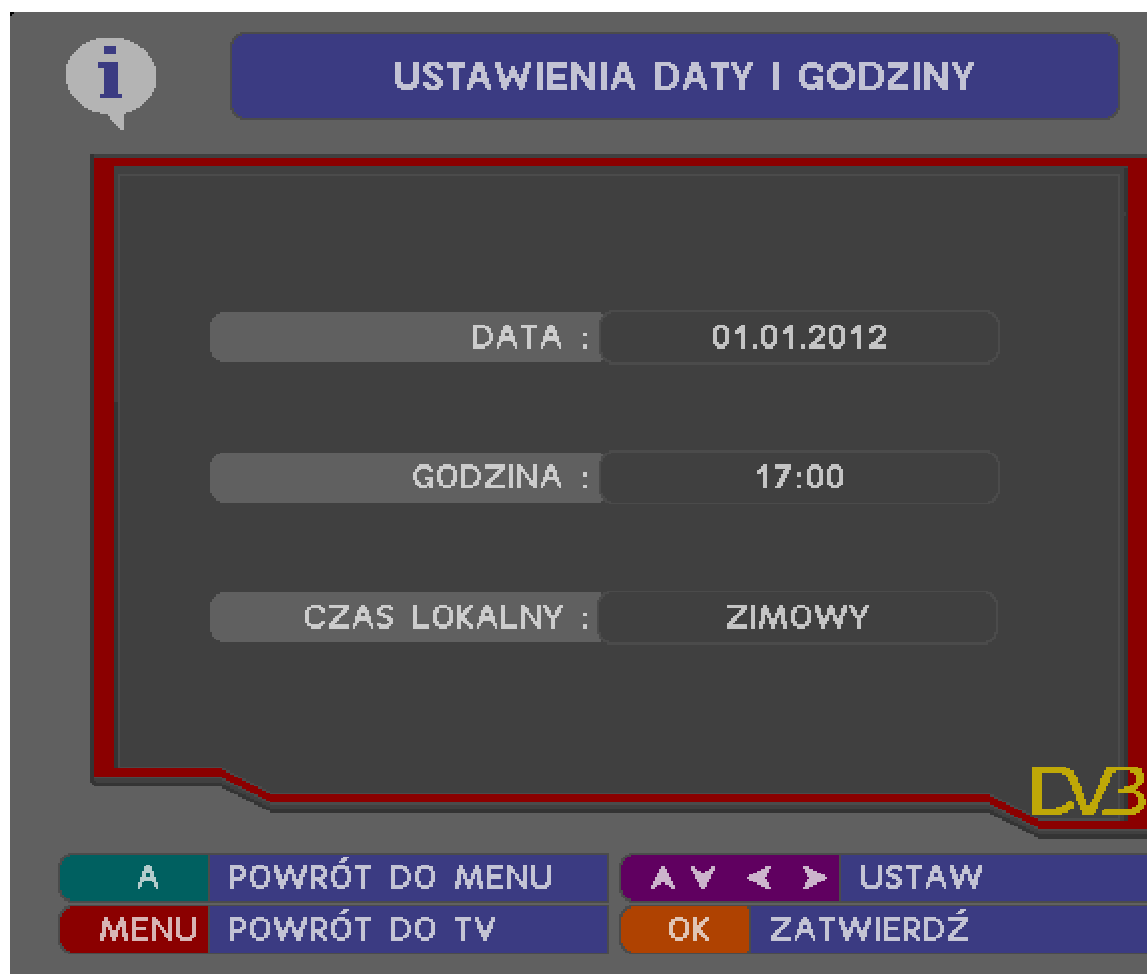 i
USTAWIENIA DATY I GODZINY
DATA : 01.01.2012
GODZINA : 17:00
CZAS LOKALNY : ZIMOWY
DVB
A POWRÓT DO MENU
USTAW
MENU POWRÓT DO TV
OK ZATWIERDŹ